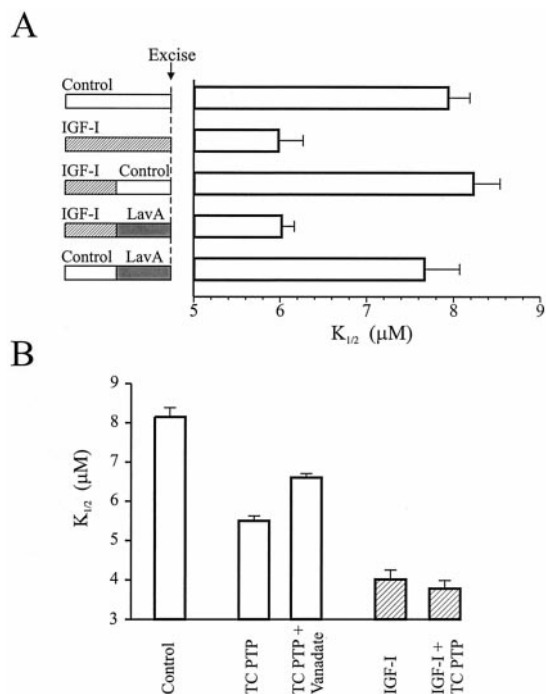 A
Excise
Control
IGF-I
IGF-I Control
IGF-I LavA
Control LavA
5 6 7 8 9
K1/2 (μM)
B
9
8
7
6
5
4
3
K1/2 (μM)
Control
TC PTP
TC PTP +
Vanadate
IGF-I
IGF-I +
TC PTP